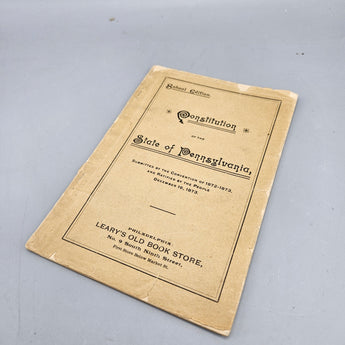 School Edition.
Constitution
OF THE
State of Pennsylvania,
SUBMITTED BY THE CONVENTION OF 1872-1873,
AND RATIFIED BY THE PEOPLE
DECEMBER 16, 1873.
PHILADELPHIA
LEARY'S OLD BOOK STORE,
No. 9 South Ninth Street,
First Store Below Market St.